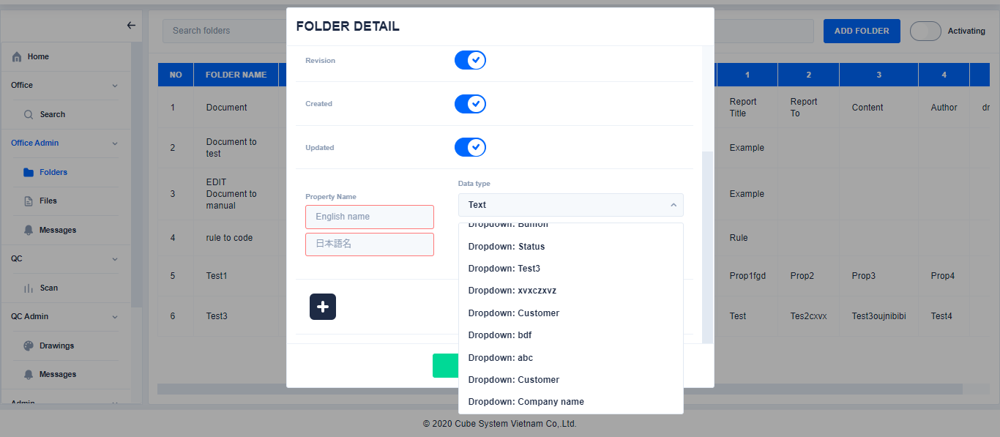 FOLDER DETAIL
Search folders
ADD FOLDER
Activating
Home
Office
Search
Office Admin
Folders
Files
Messages
QC
Scan
QC Admin
Drawings
Messages
Admin
NO FOLDER NAME 1 2 3 4
1 Document Report Title Report To Content Author dr
2 Document to test Example
3 EDIT Document to manual Example
4 rule to code Rule
5 Test1 Prop1fgd Prop2 Prop3 Prop4
6 Test3 Test Tes2cxvx Test3oujnibibi Test4
Revision
Created
Updated
Property Name
English name
日本語名
Data type
Text
Dropdown: Bumon
Dropdown: Status
Dropdown: Test3
Dropdown: xvxczxvz
Dropdown: Customer
Dropdown: bdf
Dropdown: abc
Dropdown: Customer
Dropdown: Company name
© 2020 Cube System Vietnam Co,.Ltd.